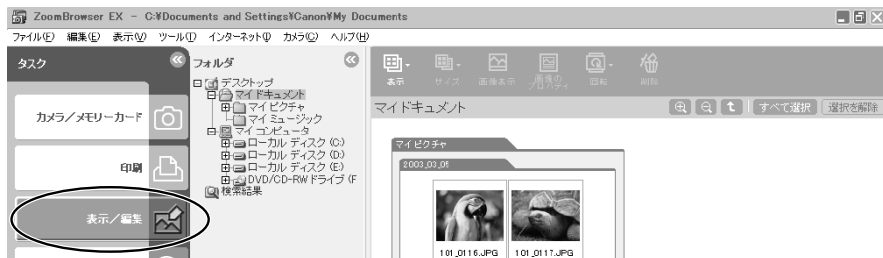 ZoomBrowser EX - C:¥Documents and Settings¥Canon¥My Documents
ファイル(F) 編集(E) 表示(V) ツール(T) インターネット(I) カメラ(C) ヘルプ(H)
タスク
カメラ/メモリーカード
印刷
表示/編集
フォルダ
デスクトップ
マイ ドキュメント
マイ ピクチャ
マイ ミュージック
マイ コンピュータ
ローカル ディスク (C:)
ローカル ディスク (D:)
ローカル ディスク (E:)
DVD/CD-RW ドライブ (F
検索結果
表示 サイズ 画像表示 画像のプロパティ 回転 削除
マイ ドキュメント すべて選択 選択を解除
マイ ピクチャ
2003_03_05
101_0116.JPG 101_0117.JPG